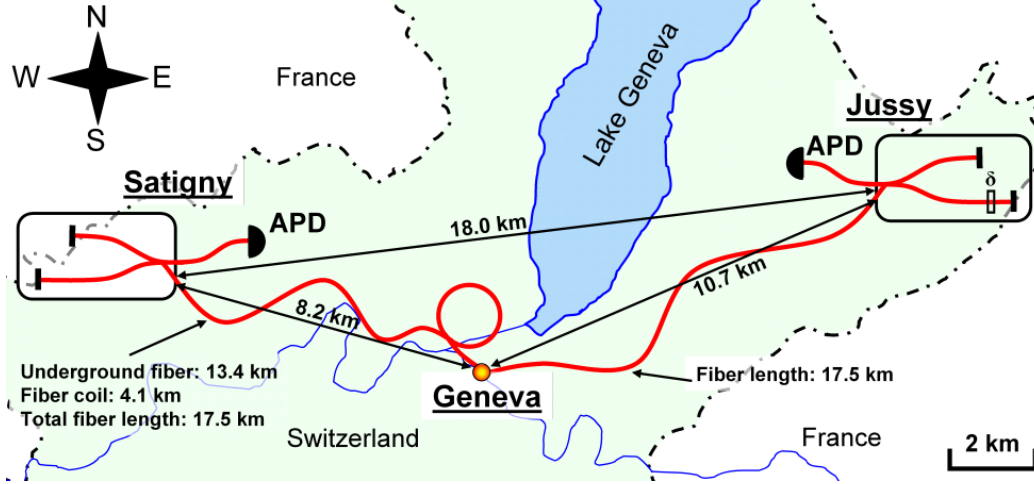 N
W E
S
France
Lake Geneva
Jussy
APD
δ
Satigny
APD
18.0 km
10.7 km
8.2 km
Underground fiber: 13.4 km
Fiber coil: 4.1 km
Total fiber length: 17.5 km
Fiber length: 17.5 km
Geneva
Switzerland
France
2 km